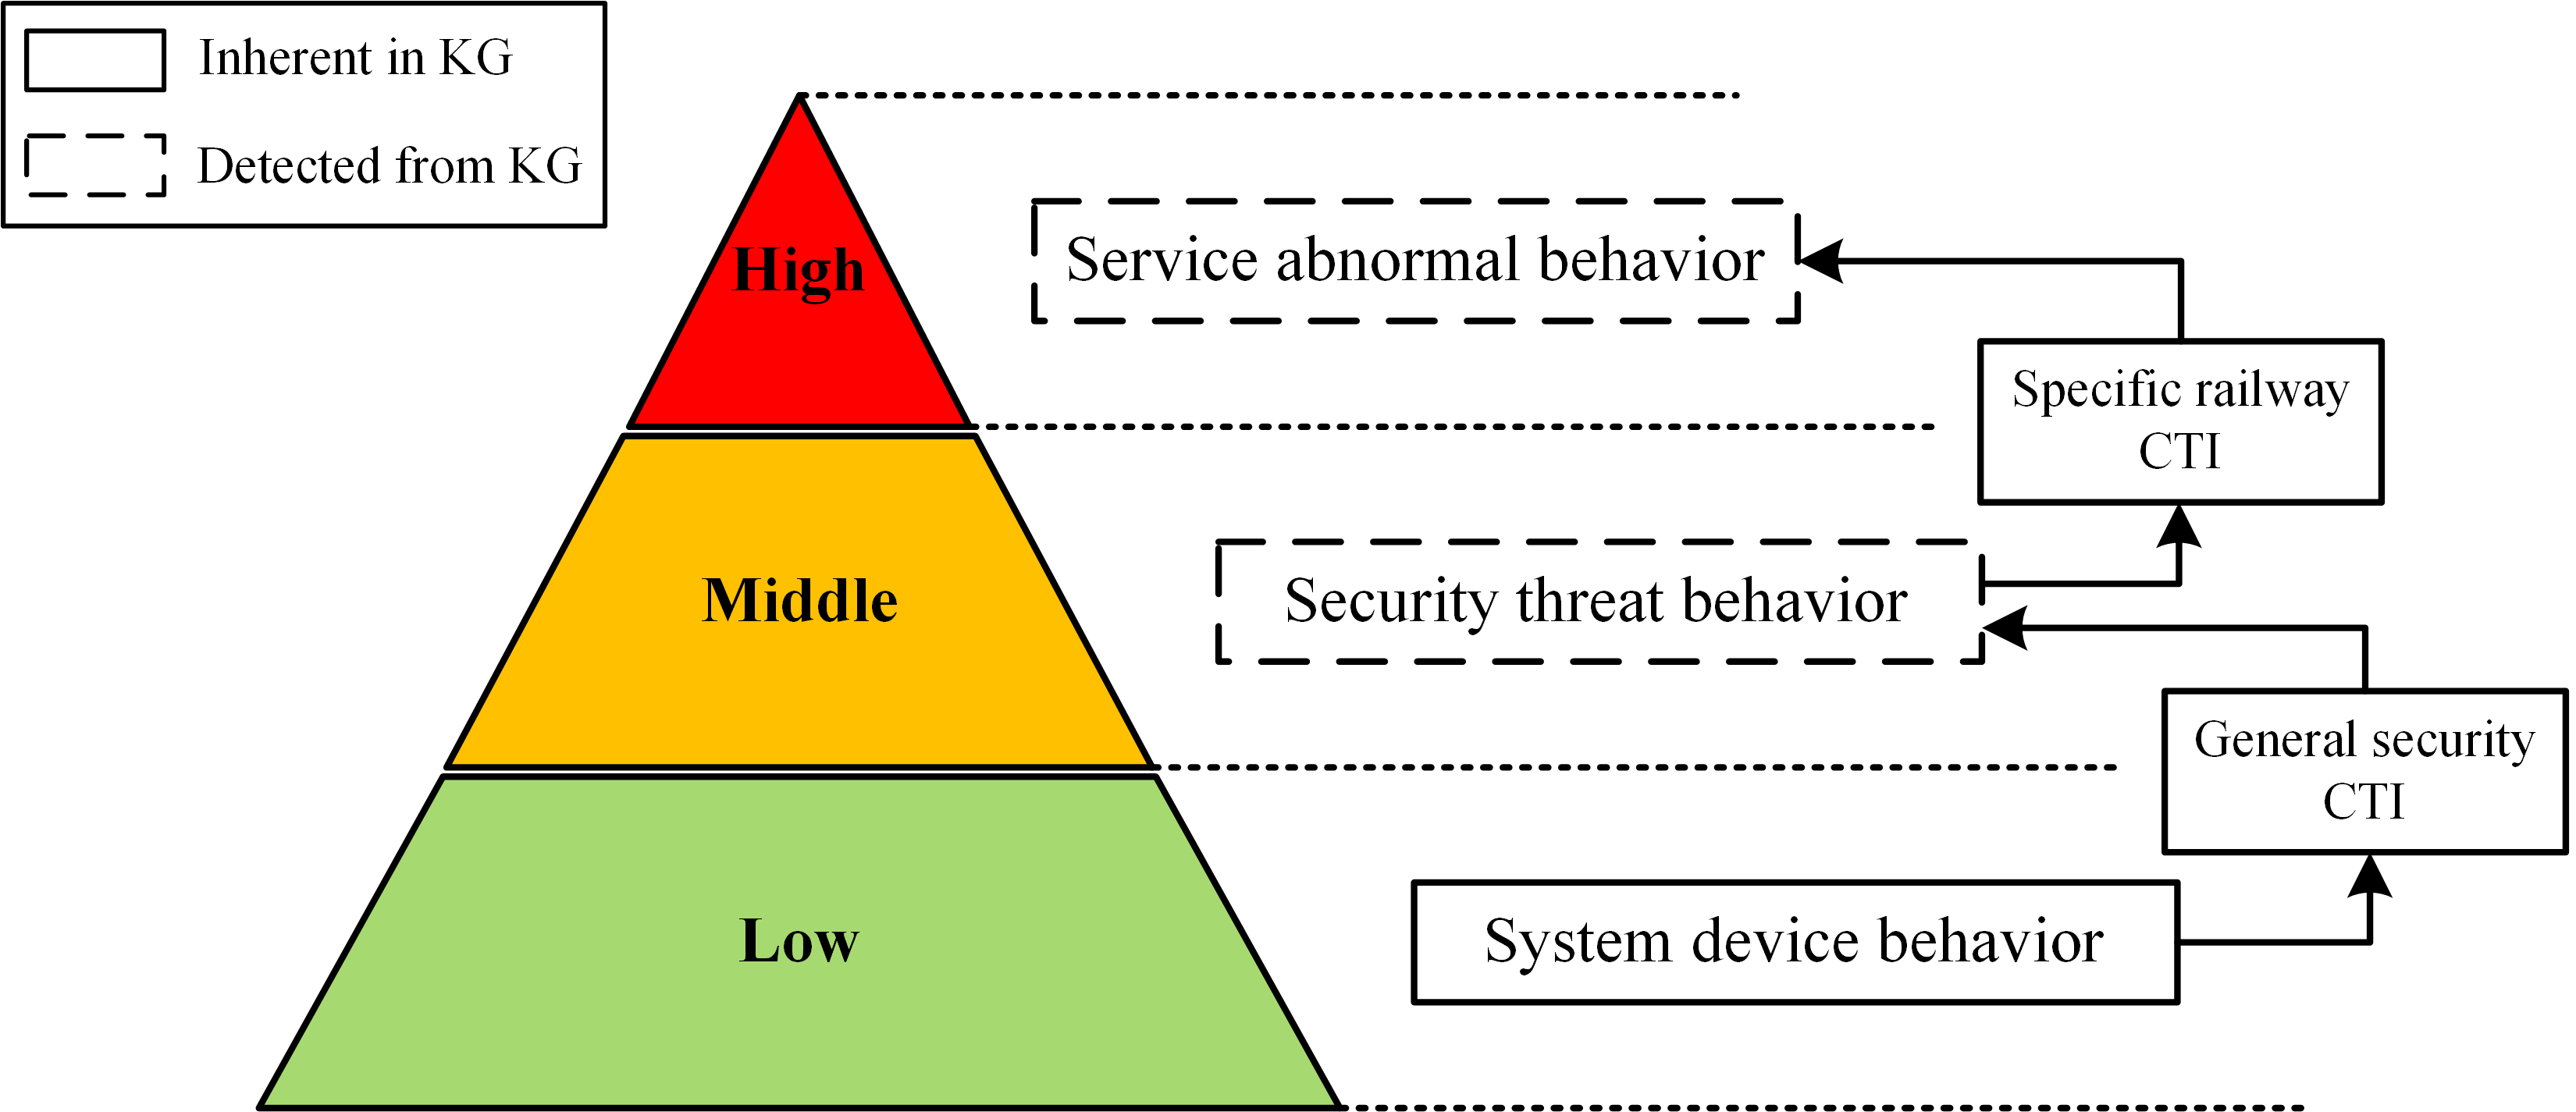 Inherent in KG
Detected from KG
High
Service abnormal behavior
Specific railway
CTI
Middle
Security threat behavior
General security
CTI
Low
System device behavior